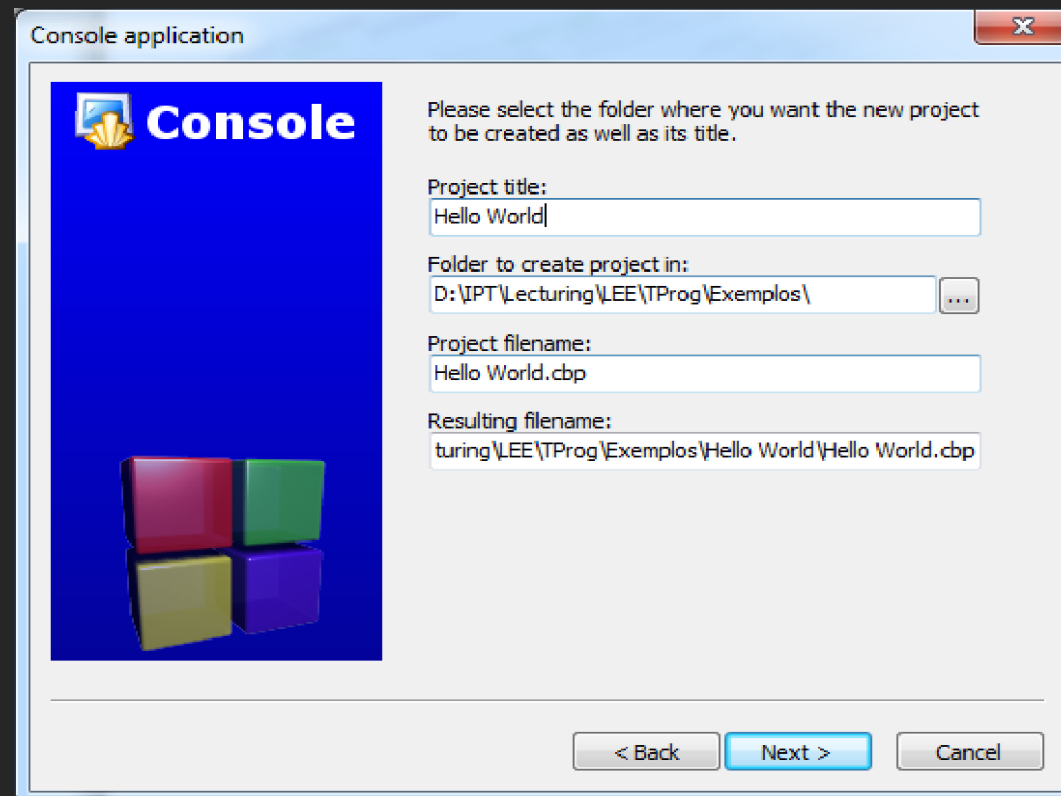 Console application
Console
Please select the folder where you want the new project
to be created as well as its title.
Project title:
Hello World
Folder to create project in:
D:\IPT\Lecturing\LEE\TProg\Exemplos\
...
Project filename:
Hello World.cbp
Resulting filename:
turing\LEE\TProg\Exemplos\Hello World\Hello World.cbp
< Back
Next >
Cancel